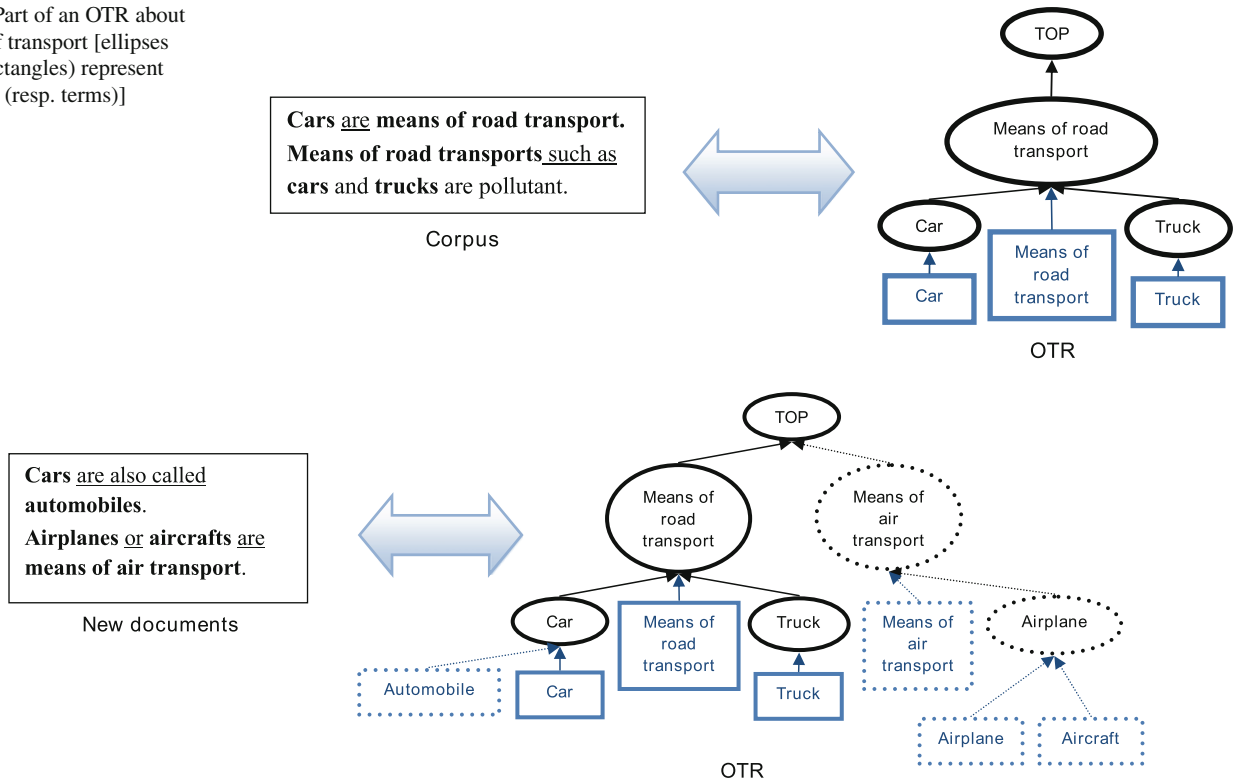 Part of an OTR about
f transport [ellipses
ctangles) represent
(resp. terms)]
TOP
Cars are means of road transport.
Means of road transports such as
cars and trucks are pollutant.
Corpus
Means of road
transport
Car
Truck
Means of
road
transport
Car
Truck
OTR
TOP
Cars are also called
automobiles.
Airplanes or aircrafts are
means of air transport.
New documents
Means of
road
transport
Means of
air
transport
Car
Means of
road
transport
Truck
Means of
air
transport
Airplane
Automobile
Car
Truck
Airplane
Aircraft
OTR